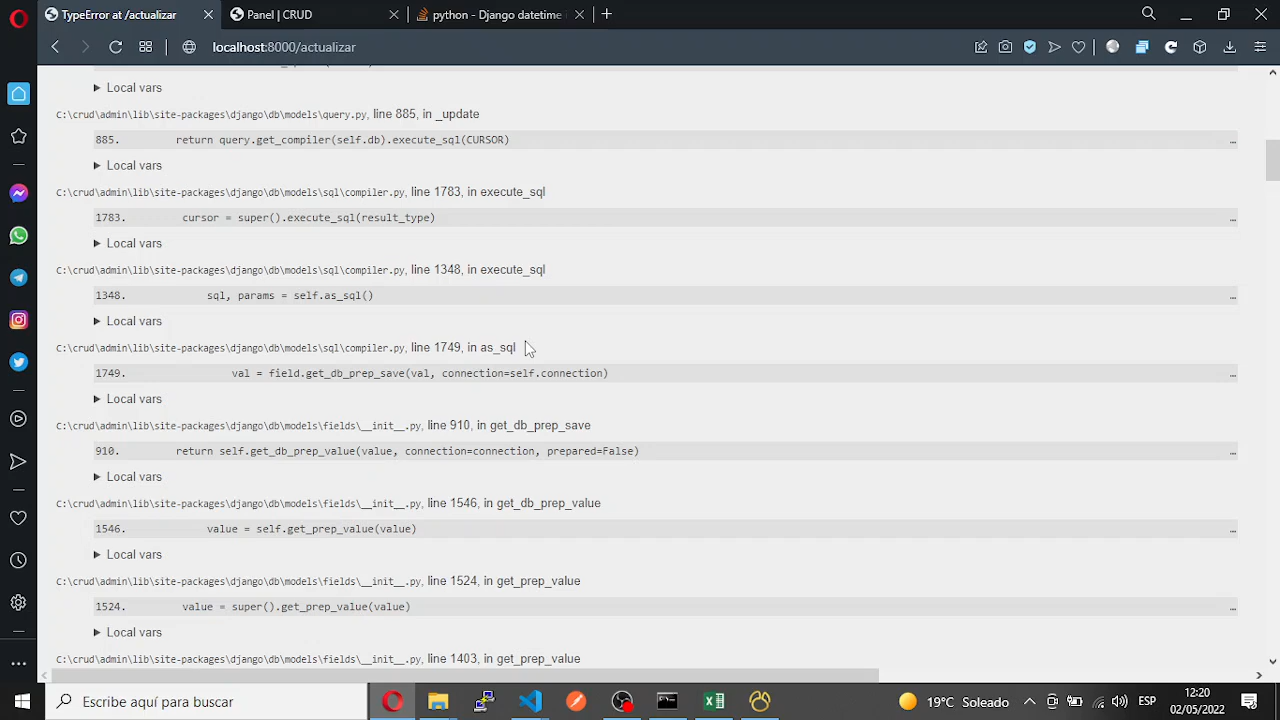 TypeError at /actualizar
Panel | CRUD
python - Django datetime
localhost:8000/actualizar
Local vars
C:\crud\admin\lib\site-packages\django\db\models\query.py, line 885, in _update
885. return query.get_compiler(self.db).execute_sql(CURSOR) …
Local vars
C:\crud\admin\lib\site-packages\django\db\models\sql\compiler.py, line 1783, in execute_sql
1783. cursor = super().execute_sql(result_type) …
Local vars
C:\crud\admin\lib\site-packages\django\db\models\sql\compiler.py, line 1348, in execute_sql
1348. sql, params = self.as_sql() …
Local vars
C:\crud\admin\lib\site-packages\django\db\models\sql\compiler.py, line 1749, in as_sql
1749. val = field.get_db_prep_save(val, connection=self.connection) …
Local vars
C:\crud\admin\lib\site-packages\django\db\models\fields\__init__.py, line 910, in get_db_prep_save
910. return self.get_db_prep_value(value, connection=connection, prepared=False) …
Local vars
C:\crud\admin\lib\site-packages\django\db\models\fields\__init__.py, line 1546, in get_db_prep_value
1546. value = self.get_prep_value(value) …
Local vars
C:\crud\admin\lib\site-packages\django\db\models\fields\__init__.py, line 1524, in get_prep_value
1524. value = super().get_prep_value(value) …
Local vars
C:\crud\admin\lib\site-packages\django\db\models\fields\__init__.py, line 1403, in get_prep_value
Escribe aquí para buscar
19°C Soleado
ESP
12:20
02/05/2022